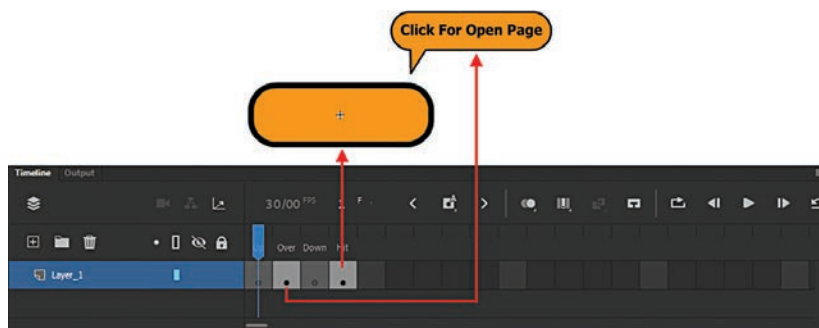 Click For Open Page
Timeline Output
30/00 FPS F
Over Down Hit
Layer_1